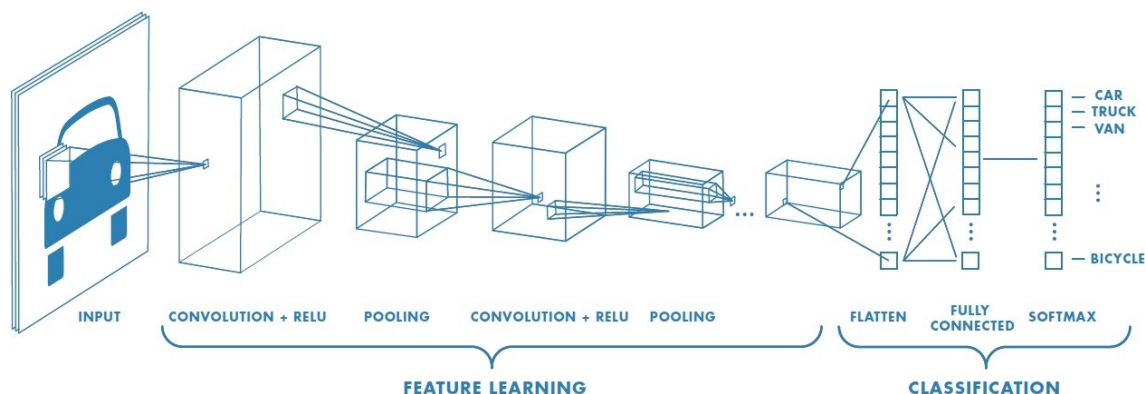 CAR
TRUCK
VAN
BICYCLE
INPUT
CONVOLUTION + RELU
POOLING
CONVOLUTION + RELU
POOLING
FLATTEN
FULLY
CONNECTED
SOFTMAX
FEATURE LEARNING
CLASSIFICATION